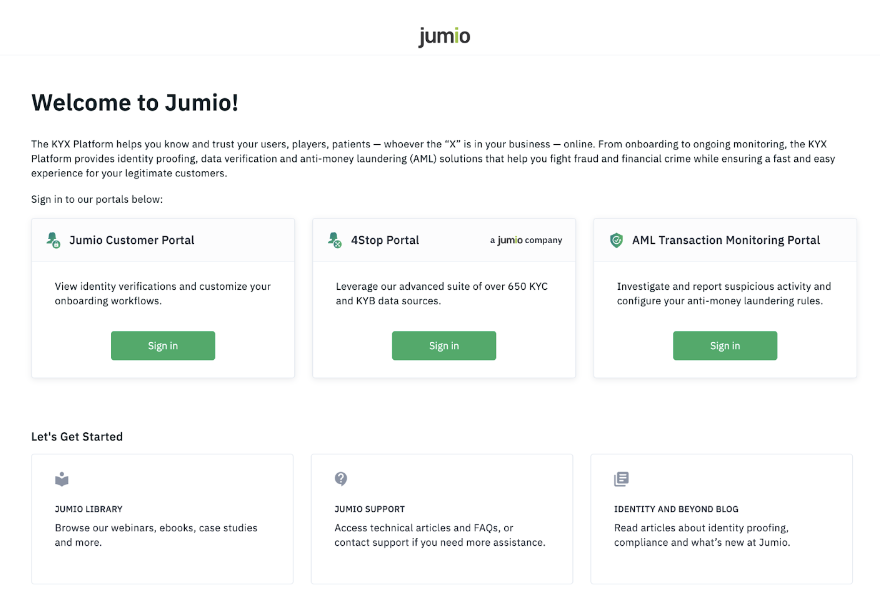 jumio
Welcome to Jumio!
The KYX Platform helps you know and trust your users, players, patients — whoever the “X” is in your business — online. From onboarding to ongoing monitoring, the KYX
Platform provides identity proofing, data verification and anti-money laundering (AML) solutions that help you fight fraud and financial crime while ensuring a fast and easy
experience for your legitimate customers.
Sign in to our portals below:
Jumio Customer Portal
View identity verifications and customize your
onboarding workflows.
Sign in
4Stop Portal
a jumio company
Leverage our advanced suite of over 650 KYC
and KYB data sources.
Sign in
AML Transaction Monitoring Portal
Investigate and report suspicious activity and
configure your anti-money laundering rules.
Sign in
Let's Get Started
JUMIO LIBRARY
Browse our webinars, ebooks, case studies
and more.
JUMIO SUPPORT
Access technical articles and FAQs, or
contact support if you need more assistance.
IDENTITY AND BEYOND BLOG
Read articles about identity proofing,
compliance and what’s new at Jumio.